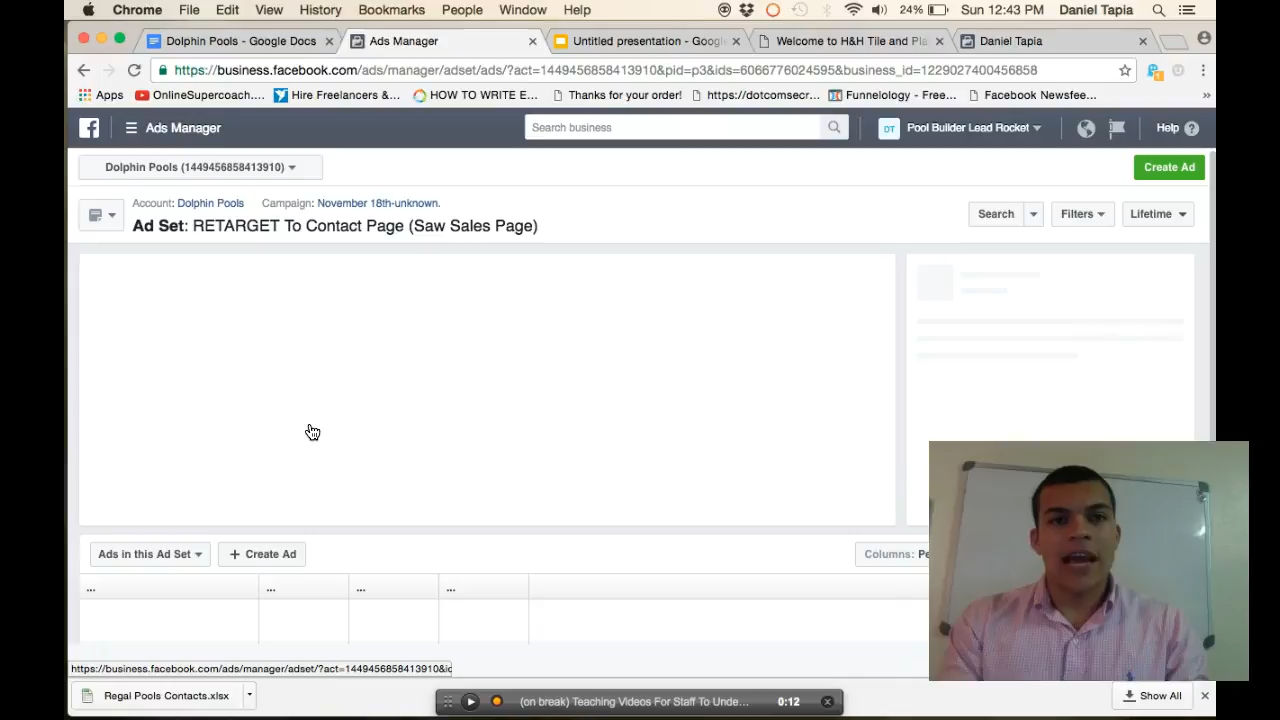 Chrome File Edit View History Bookmarks People Window Help 24% Sun 12:43 PM Daniel Tapia
Dolphin Pools - Google Docs Ads Manager Untitled presentation - Google Welcome to H&H Tile and Pla Daniel Tapia
https://business.facebook.com/ads/manager/adset/ads/?act=1449456858413910&pid=p3&ids=6066776024595&business_id=1229027400456858
Apps OnlineSupercoach.... Hire Freelancers &... HOW TO WRITE E... Thanks for your order! https://dotcomsecr... Funnelology - Free... Facebook Newsfee... »
Ads Manager Search business DT Pool Builder Lead Rocket Help ?
Dolphin Pools (1449456858413910) Create Ad
Account: Dolphin Pools Campaign: November 18th-unknown.
Ad Set: RETARGET To Contact Page (Saw Sales Page) Search Filters Lifetime
Ads in this Ad Set + Create Ad Columns: Pe
... ... ... ...
https://business.facebook.com/ads/manager/adset/?act=1449456858413910&ic
Regal Pools Contacts.xlsx (on break) Teaching Videos For Staff To Unde... 0:12 Show All